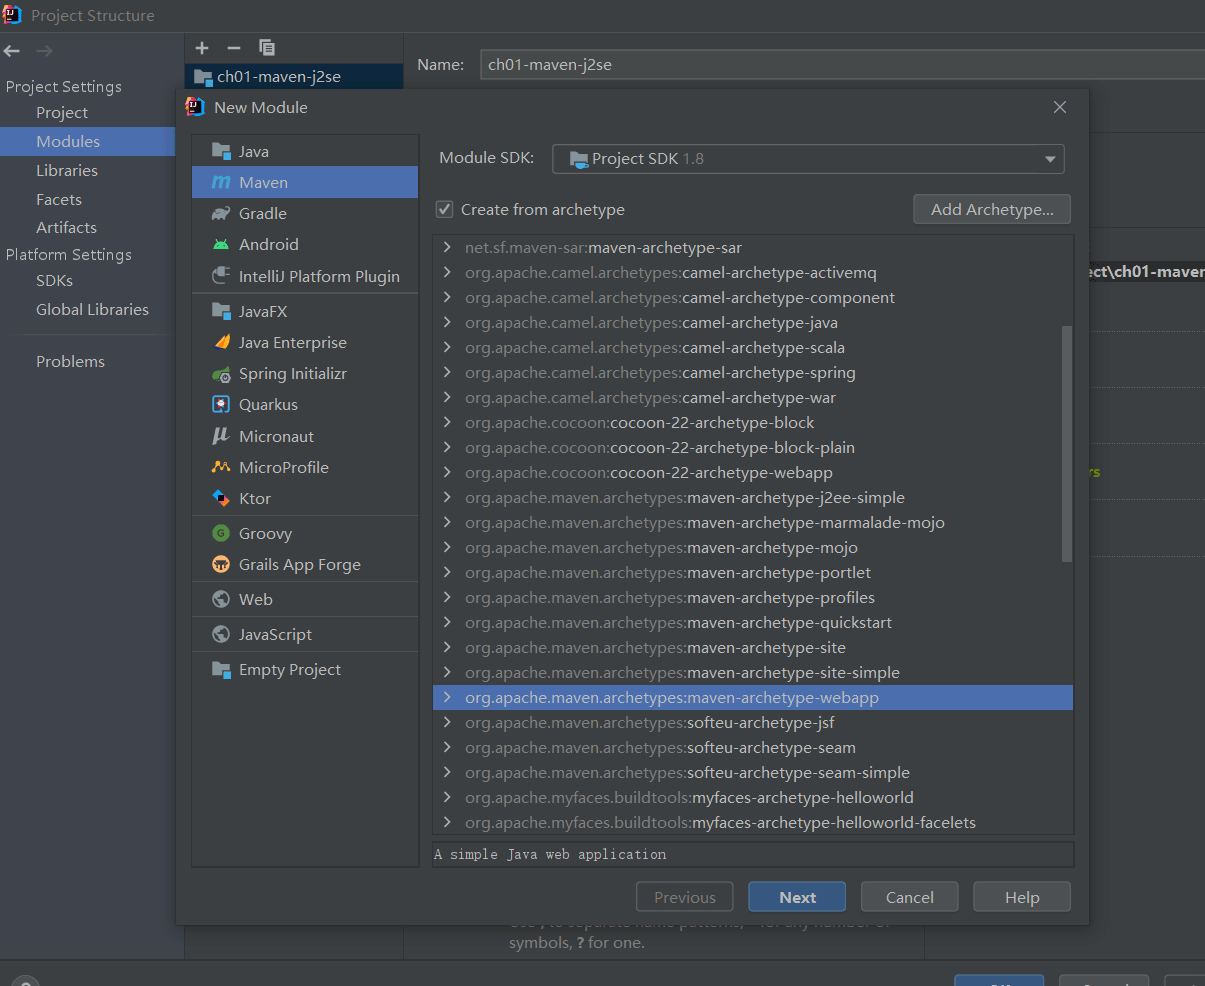 Project Structure
Project Settings
Project
Modules
Libraries
Facets
Artifacts
Platform Settings
SDKs
Global Libraries
Problems
ch01-maven-j2se
Name:
ch01-maven-j2se
New Module
Java
Maven
Gradle
Android
IntelliJ Platform Plugin
JavaFX
Java Enterprise
Spring Initializr
Quarkus
Micronaut
MicroProfile
Ktor
Groovy
Grails App Forge
Web
JavaScript
Empty Project
Module SDK:
Project SDK 1.8
Create from archetype
Add Archetype...
net.sf.maven-sar:maven-archetype-sar
org.apache.camel.archetypes:camel-archetype-activemq
org.apache.camel.archetypes:camel-archetype-component
org.apache.camel.archetypes:camel-archetype-java
org.apache.camel.archetypes:camel-archetype-scala
org.apache.camel.archetypes:camel-archetype-spring
org.apache.camel.archetypes:camel-archetype-war
org.apache.cocoon:cocoon-22-archetype-block
org.apache.cocoon:cocoon-22-archetype-block-plain
org.apache.cocoon:cocoon-22-archetype-webapp
org.apache.maven.archetypes:maven-archetype-j2ee-simple
org.apache.maven.archetypes:maven-archetype-marmalade-mojo
org.apache.maven.archetypes:maven-archetype-mojo
org.apache.maven.archetypes:maven-archetype-portlet
org.apache.maven.archetypes:maven-archetype-profiles
org.apache.maven.archetypes:maven-archetype-quickstart
org.apache.maven.archetypes:maven-archetype-site
org.apache.maven.archetypes:maven-archetype-site-simple
org.apache.maven.archetypes:maven-archetype-webapp
org.apache.maven.archetypes:softeu-archetype-jsf
org.apache.maven.archetypes:softeu-archetype-seam
org.apache.maven.archetypes:softeu-archetype-seam-simple
org.apache.myfaces.buildtools:myfaces-archetype-helloworld
org.apache.myfaces.buildtools:myfaces-archetype-helloworld-facelets
A simple Java web application
Previous
Next
Cancel
Help
ect\ch01-maven
rs
symbols, ? for one.